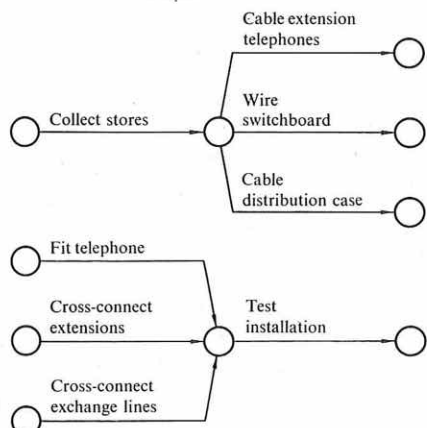 Cable extension
telephones
Collect stores
Wire
switchboard
Cable
distribution case
Fit telephone
Cross-connect
extensions
Test
installation
Cross-connect
exchange lines